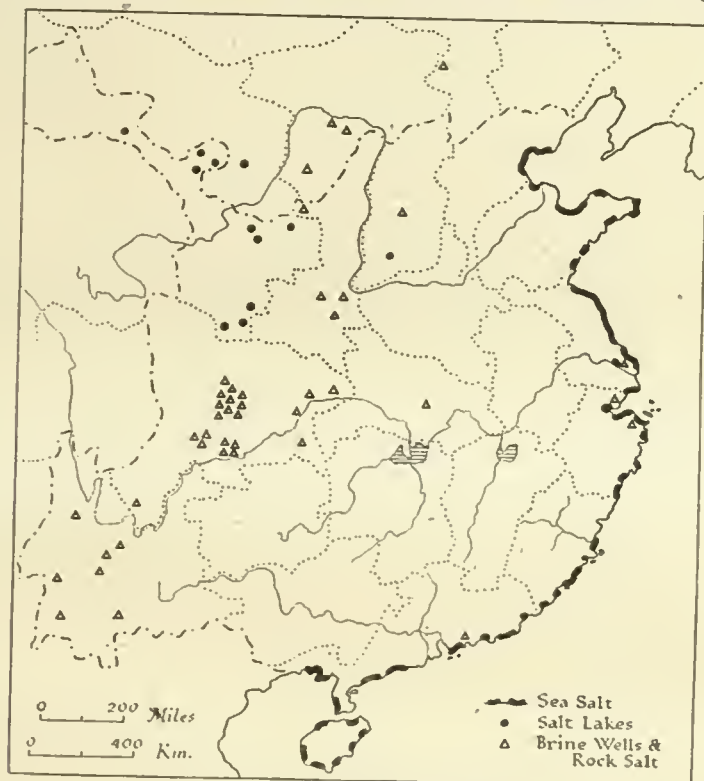 0 200 Miles
0 400 Km.
Sea Salt
Salt Lakes
Brine Wells &
Rock Salt